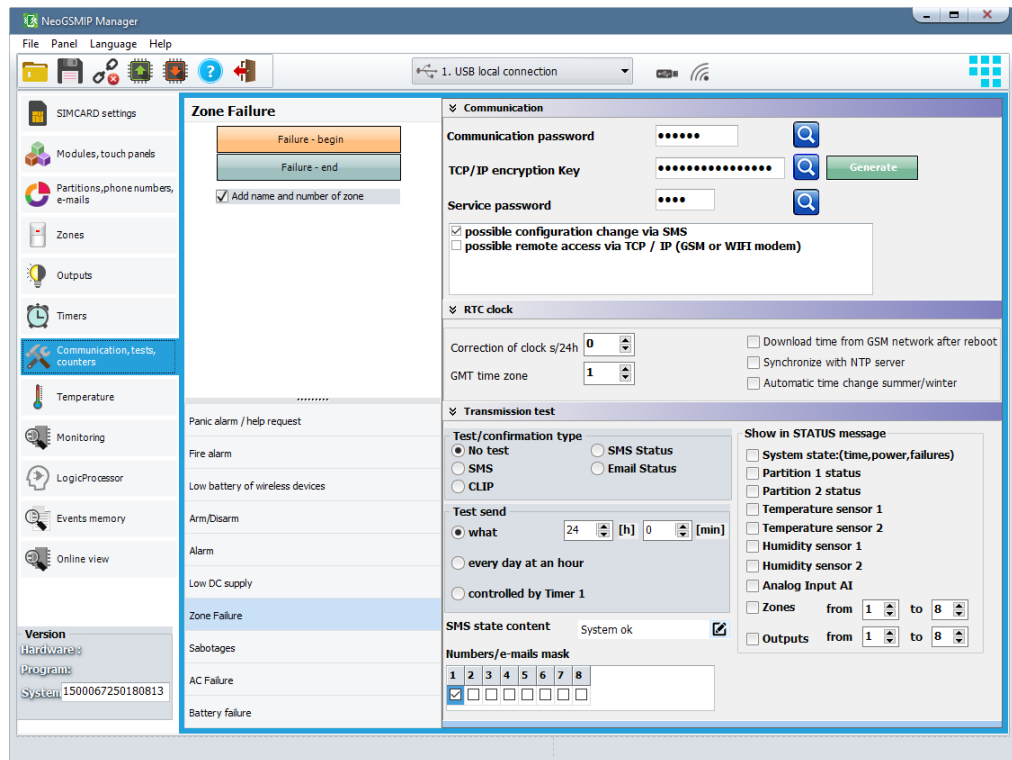 NeoGSMIP Manager
File Panel Language Help
1. USB local connection
SIMCARD settings
Modules, touch panels
Partitions,phone numbers,
e-mails
Zones
Outputs
Timers
Communication, tests,
counters
Temperature
Monitoring
LogicProcessor
Events memory
Online view
Version
Hardware :
Program:
System 1500067250180813
Zone Failure
Failure - begin
Failure - end
Add name and number of zone
Panic alarm / help request
Fire alarm
Low battery of wireless devices
Arm/Disarm
Alarm
Low DC supply
Zone Failure
Sabotages
AC Failure
Battery failure
Communication
Communication password ••••••
TCP/IP encryption Key •••••••••••••••• Generate
Service password ••••
possible configuration change via SMS
possible remote access via TCP / IP (GSM or WIFI modem)
RTC clock
Correction of clock s/24h 0
GMT time zone 1
Download time from GSM network after reboot
Synchronize with NTP server
Automatic time change summer/winter
Transmission test
Test/confirmation type
No test SMS Status
SMS Email Status
CLIP
Test send
what 24 [h] 0 [min]
every day at an hour
controlled by Timer 1
SMS state content System ok
Numbers/e-mails mask
1 2 3 4 5 6 7 8
Show in STATUS message
System state:(time,power,failures)
Partition 1 status
Partition 2 status
Temperature sensor 1
Temperature sensor 2
Humidity sensor 1
Humidity sensor 2
Analog Input AI
Zones from 1 to 8
Outputs from 1 to 8